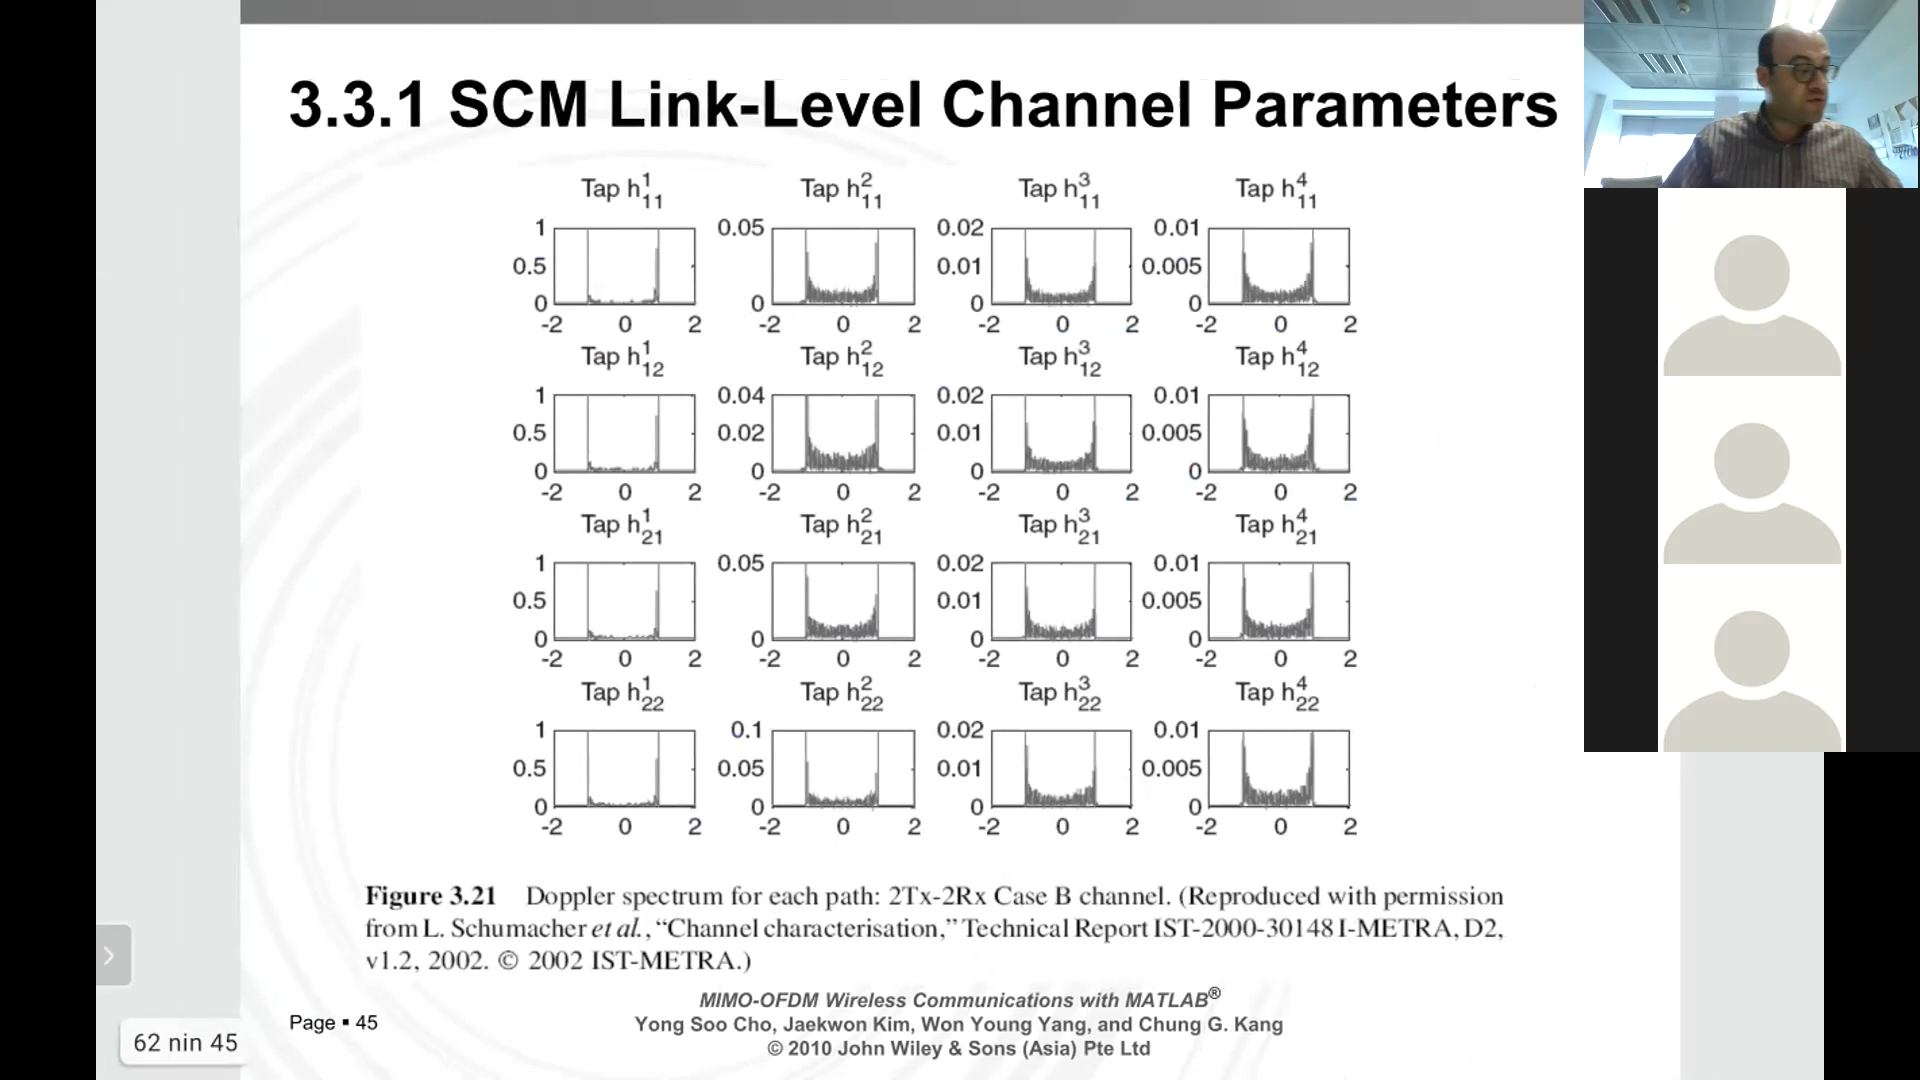 3.3.1 SCM Link-Level Channel Parameters
Tap h¹₁₁ Tap h²₁₁ Tap h³₁₁ Tap h⁴₁₁
1 0.05 0.02 0.01
0.5 0.01 0.005
0 0 0 0
-2 0 2 -2 0 2 -2 0 2 -2 0 2
Tap h¹₁₂ Tap h²₁₂ Tap h³₁₂ Tap h⁴₁₂
1 0.04 0.02 0.01
0.5 0.02 0.01 0.005
0 0 0 0
-2 0 2 -2 0 2 -2 0 2 -2 0 2
Tap h¹₂₁ Tap h²₂₁ Tap h³₂₁ Tap h⁴₂₁
1 0.05 0.02 0.01
0.5 0.01 0.005
0 0 0 0
-2 0 2 -2 0 2 -2 0 2 -2 0 2
Tap h¹₂₂ Tap h²₂₂ Tap h³₂₂ Tap h⁴₂₂
1 0.1 0.02 0.01
0.5 0.05 0.01 0.005
0 0 0 0
-2 0 2 -2 0 2 -2 0 2 -2 0 2
Figure 3.21 Doppler spectrum for each path: 2Tx-2Rx Case B channel. (Reproduced with permission
from L. Schumacher et al., “Channel characterisation,” Technical Report IST-2000-30148 I-METRA, D2,
v1.2, 2002. © 2002 IST-METRA.)
MIMO-OFDM Wireless Communications with MATLAB®
Page ▪ 45
Yong Soo Cho, Jaekwon Kim, Won Young Yang, and Chung G. Kang
62 nin 45
© 2010 John Wiley & Sons (Asia) Pte Ltd